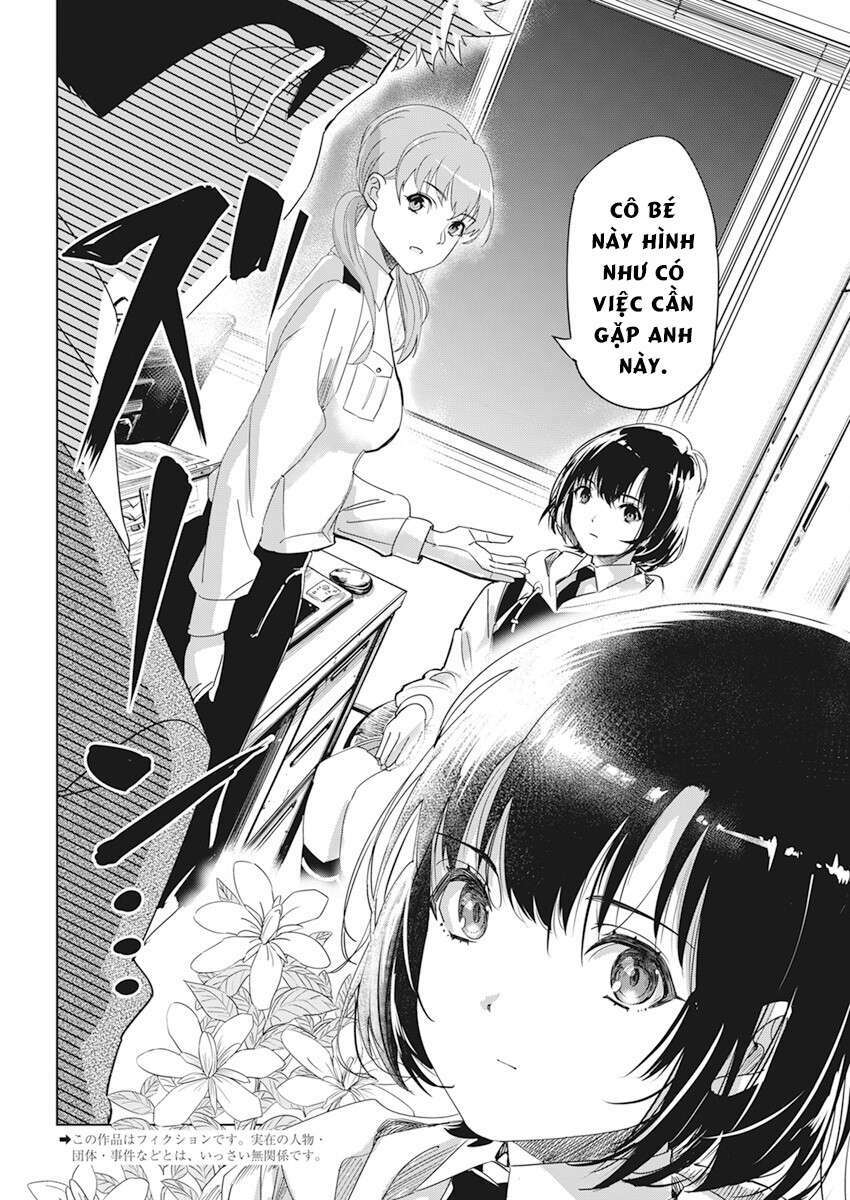 CÔ BÉ
NÀY HÌNH
NHƯ CÓ
VIỆC CẦN
GẶP ANH
NÀY.
ズ
ズン…
➡この作品はフィクションです。実在の人物・
団体・事件などとは、いっさい無関係です。